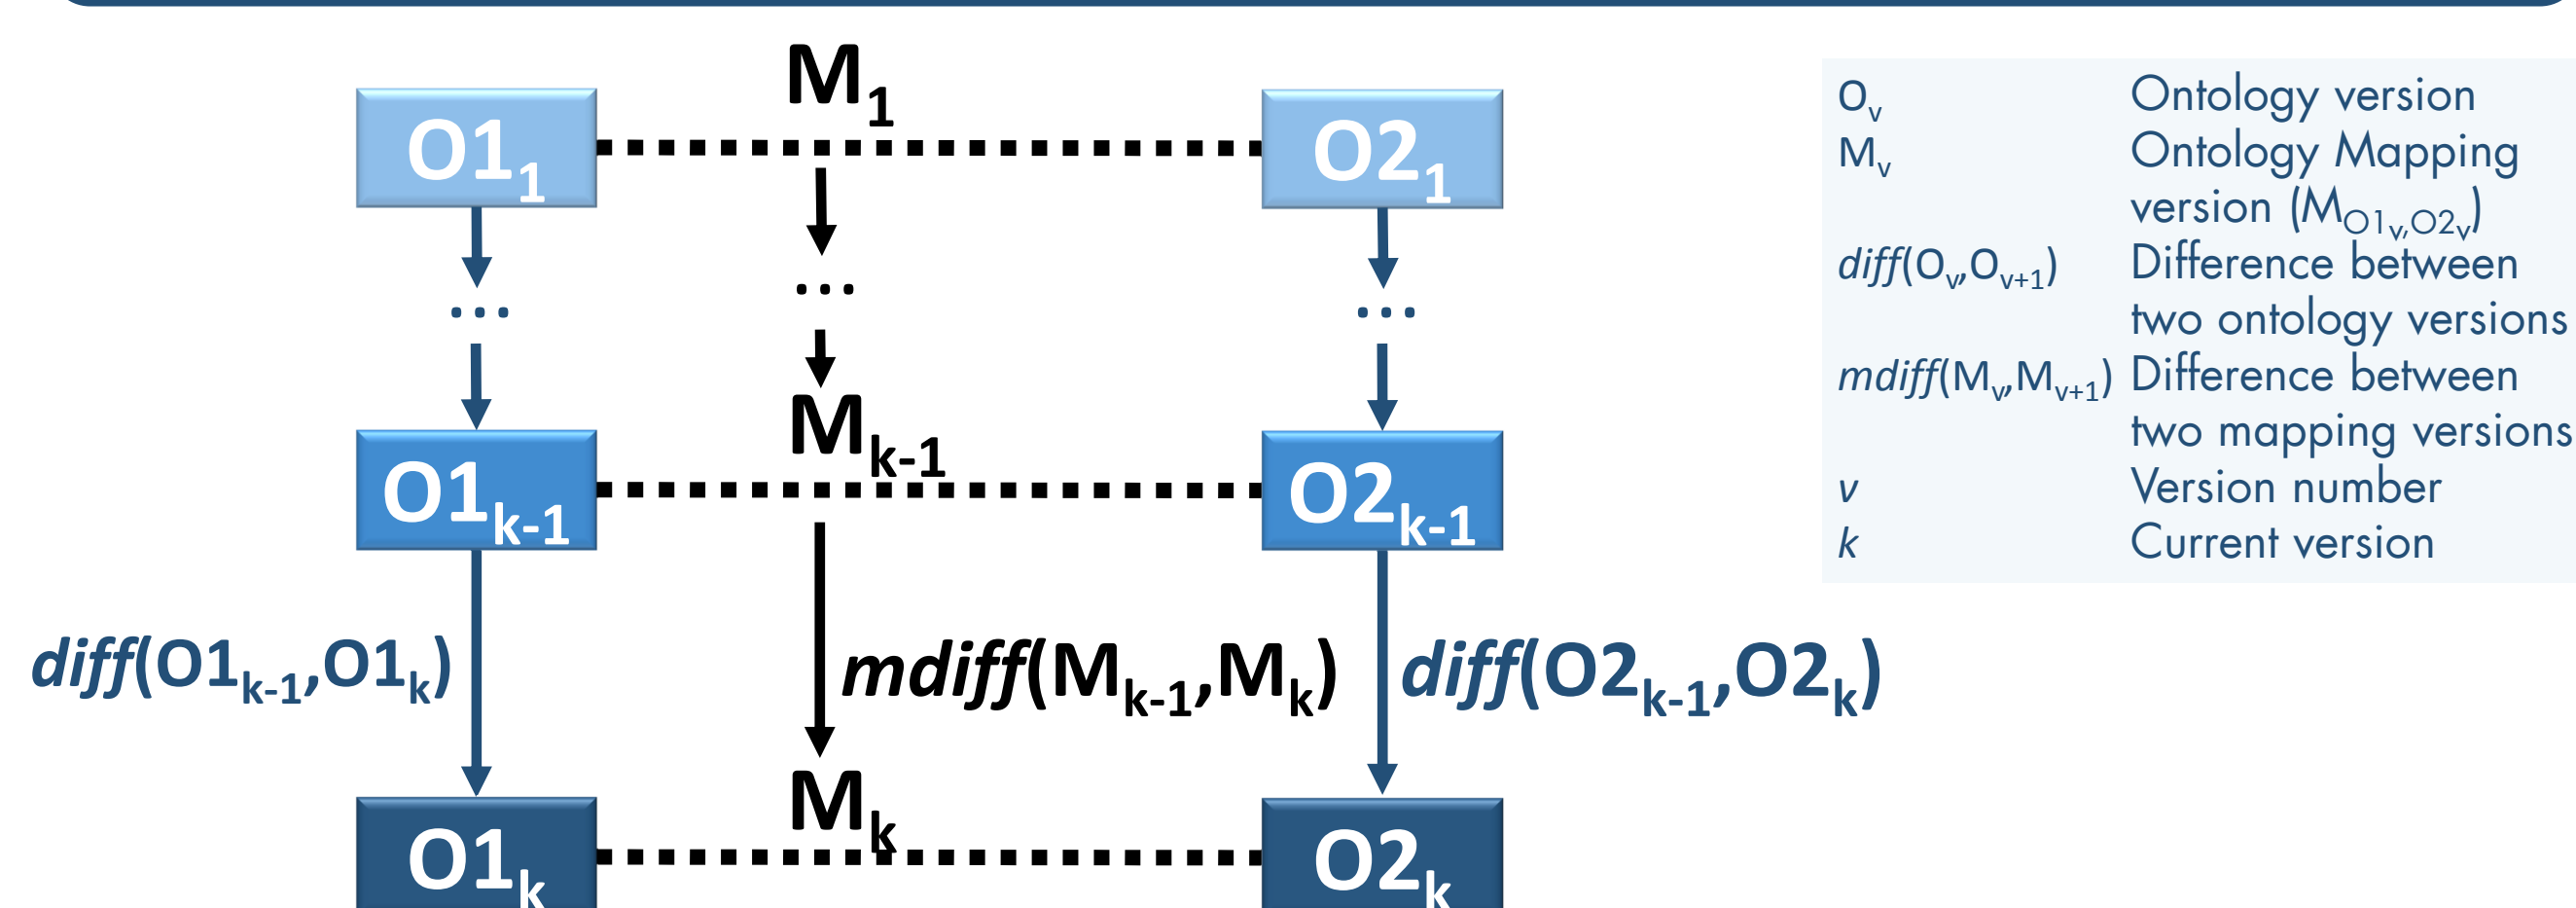 M1
O11
O21
...
...
...
Mk-1
O1k-1
O2k-1
diff(O1k-1,O1k)
mdiff(Mk-1,Mk)
diff(O2k-1,O2k)
Mk
O1k
O2k
Ov Ontology version
Mv Ontology Mapping
version (MO1v,O2v)
diff(Ov,Ov+1) Difference between
two ontology versions
mdiff(Mv,Mv+1) Difference between
two mapping versions
v Version number
k Current version